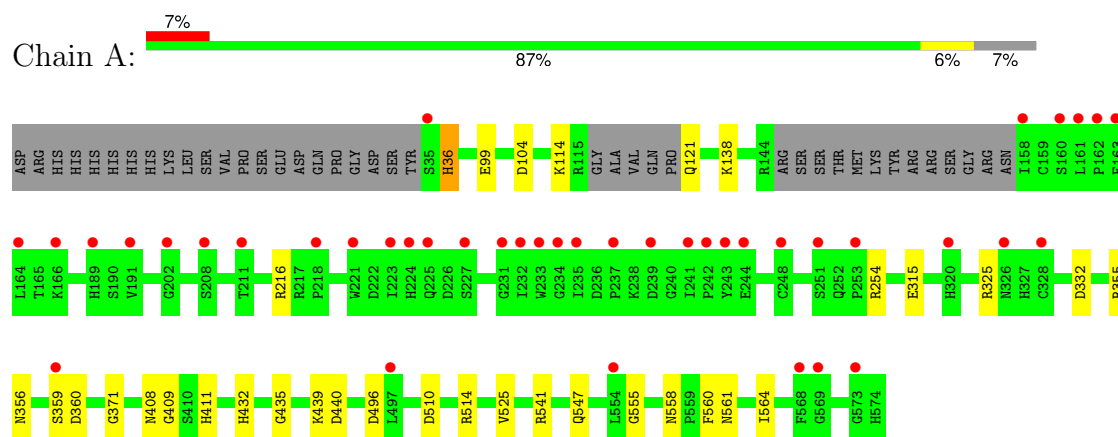 7%
Chain A:
87% 6% 7%
ASP ARG HIS HIS HIS HIS HIS HIS HIS LYS LEU SER VAL PRO SER GLU ASP GLN PRO GLY ASP SER TYR S35 H36 E99 D104 K114 R115 GLY ALA VAL GLN PRO Q121 K138 R144 ARG SER SER THR MET LYS TYR ARG ARG SER GLY ARG ASN I158 C159 S160 L161 P162
L164 T165 K166 H189 S190 V191 G202 S208 T211 R216 R217 P218 W221 D222 I223 H224 Q225 D226 S227 G231 I232 W233 G234 I235 D236 P237 K238 D239 G240 I241 P242 Y243 E244 C248 S251 Q252 P253 R254 E315 H320 R325 N326 H327 C328 D332
N356 S359 D360 G371 N408 G409 S410 H411 H432 G435 K439 D440 D496 L497 D510 R514 V525 R541 Q547 L554 G555 N558 P559 F560 N561 I564 F568 G569 G573 H574